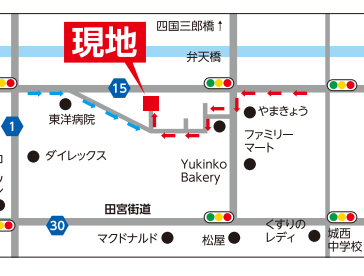 四国三郎橋↑
弁天橋
現地
15
東洋病院
やまきょう
1
ファミリー
マート
ダイレックス
Yukinko
Bakery
田宮街道
30
マクドナルド
松屋
くすりの
レディ
城西
中学校